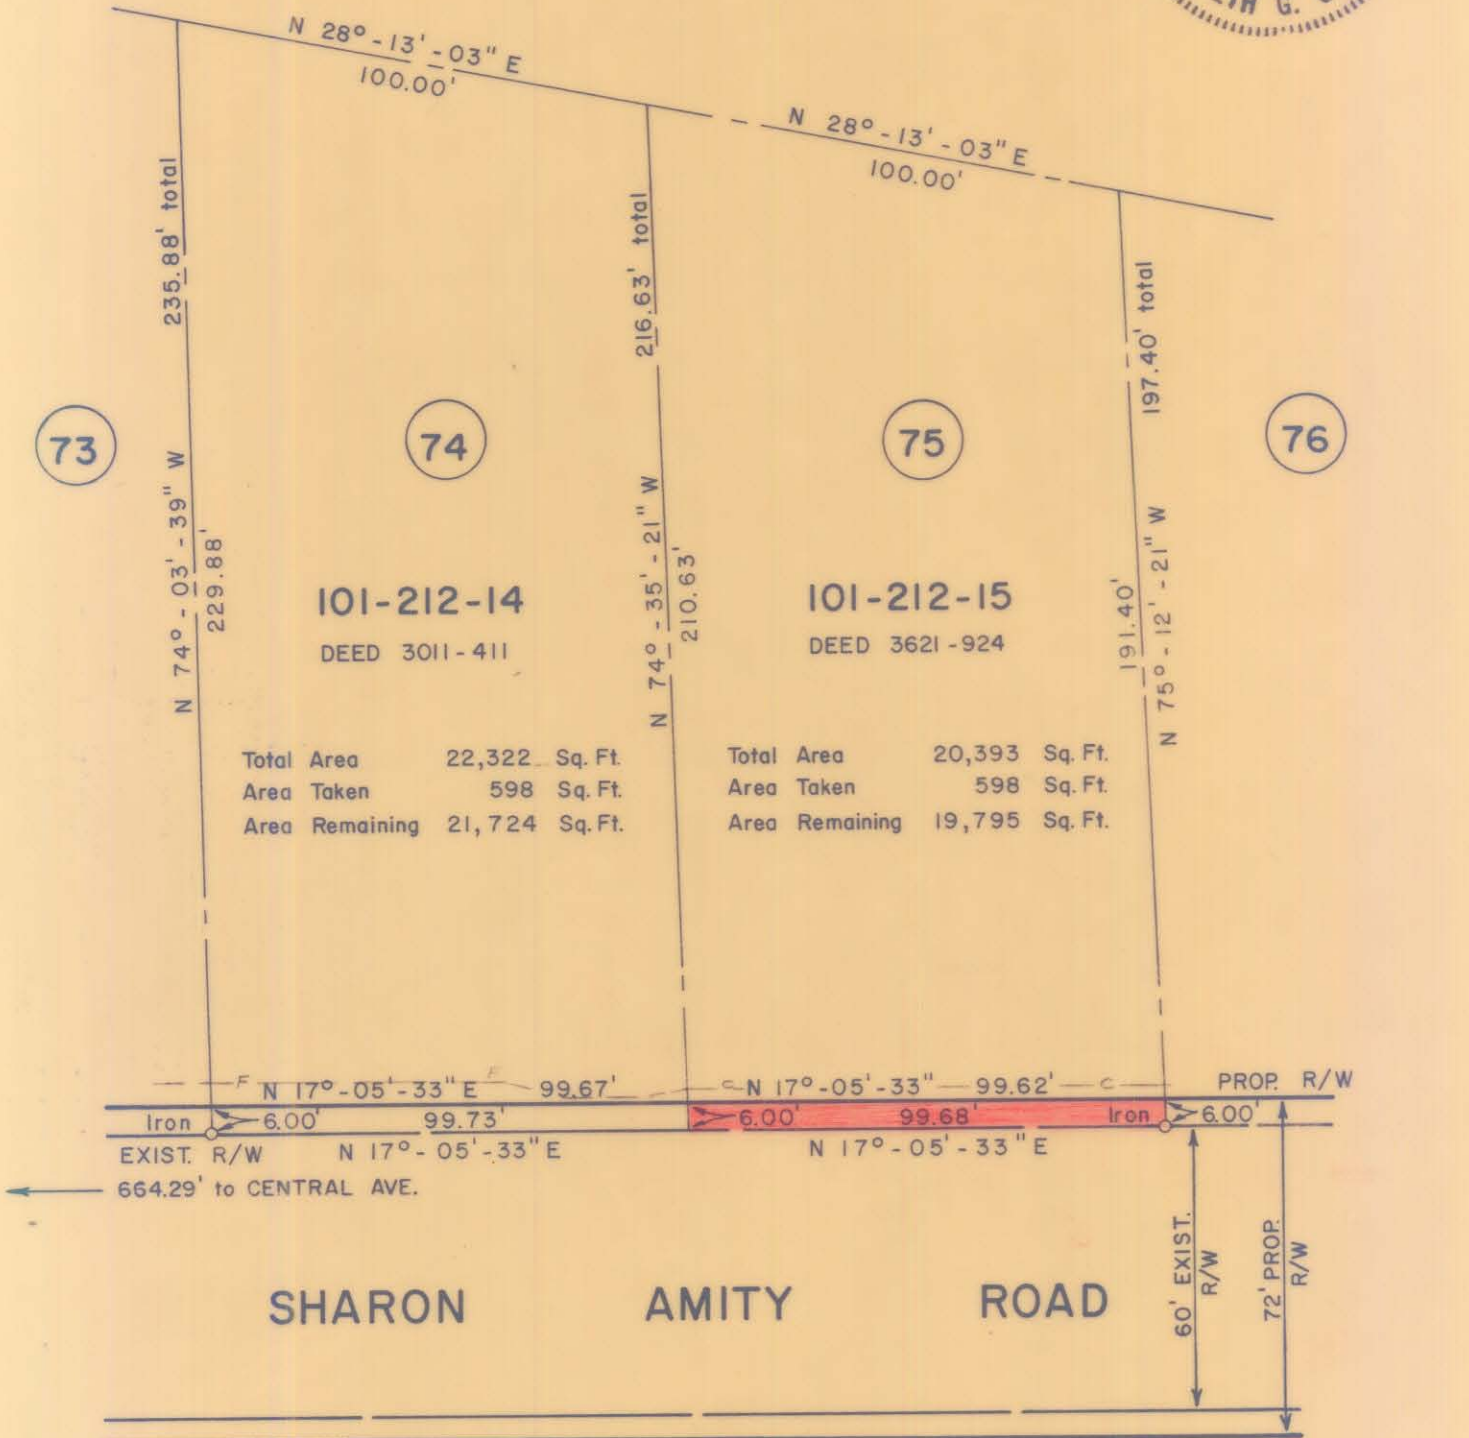 G.
N 28° - 13' - 03" E
100.00'
N 28° - 13' - 03" E
100.00'
235.88' total
216.63' total
197.40' total
73
74
75
76
N 74° - 03' - 39" W
229.88'
N 74° - 35' - 21" W
210.63'
191.40'
N 75° - 12' - 21" W
101-212-14
DEED 3011-411
101-212-15
DEED 3621-924
Total Area 22,322 Sq. Ft.
Area Taken 598 Sq. Ft.
Area Remaining 21,724 Sq. Ft.
Total Area 20,393 Sq. Ft.
Area Taken 598 Sq. Ft.
Area Remaining 19,795 Sq. Ft.
F N 17° - 05' - 33" E F 99.67'
C N 17° - 05' - 33" 99.62' C
PROP. R/W
Iron 6.00' 99.73'
6.00' 99.68' Iron 6.00'
EXIST. R/W N 17° - 05' - 33" E
N 17° - 05' - 33" E
664.29' to CENTRAL AVE.
SHARON AMITY ROAD
60' EXIST.
R/W
72' PROP.
R/W